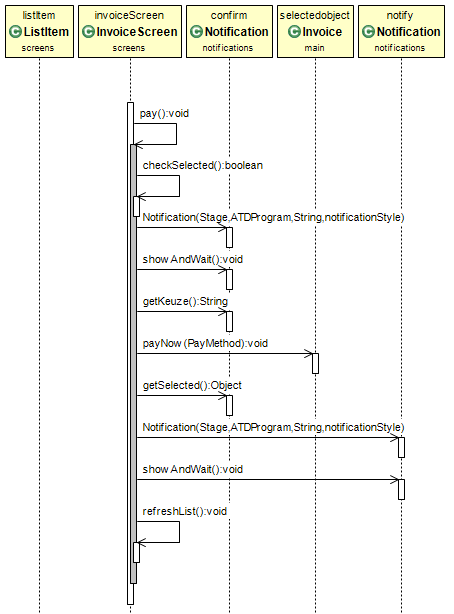 listItem invoiceScreen confirm selectedobject notify
C ListItem C InvoiceScreen C Notification C Invoice C Notification
screens screens notifications main notifications
pay():void
checkSelected():boolean
Notification(Stage,ATDProgram,String,notificationStyle)
show AndWait():void
getKeuze():String
payNow (PayMethod):void
getSelected():Object
Notification(Stage,ATDProgram,String,notificationStyle)
show AndWait():void
refreshList():void